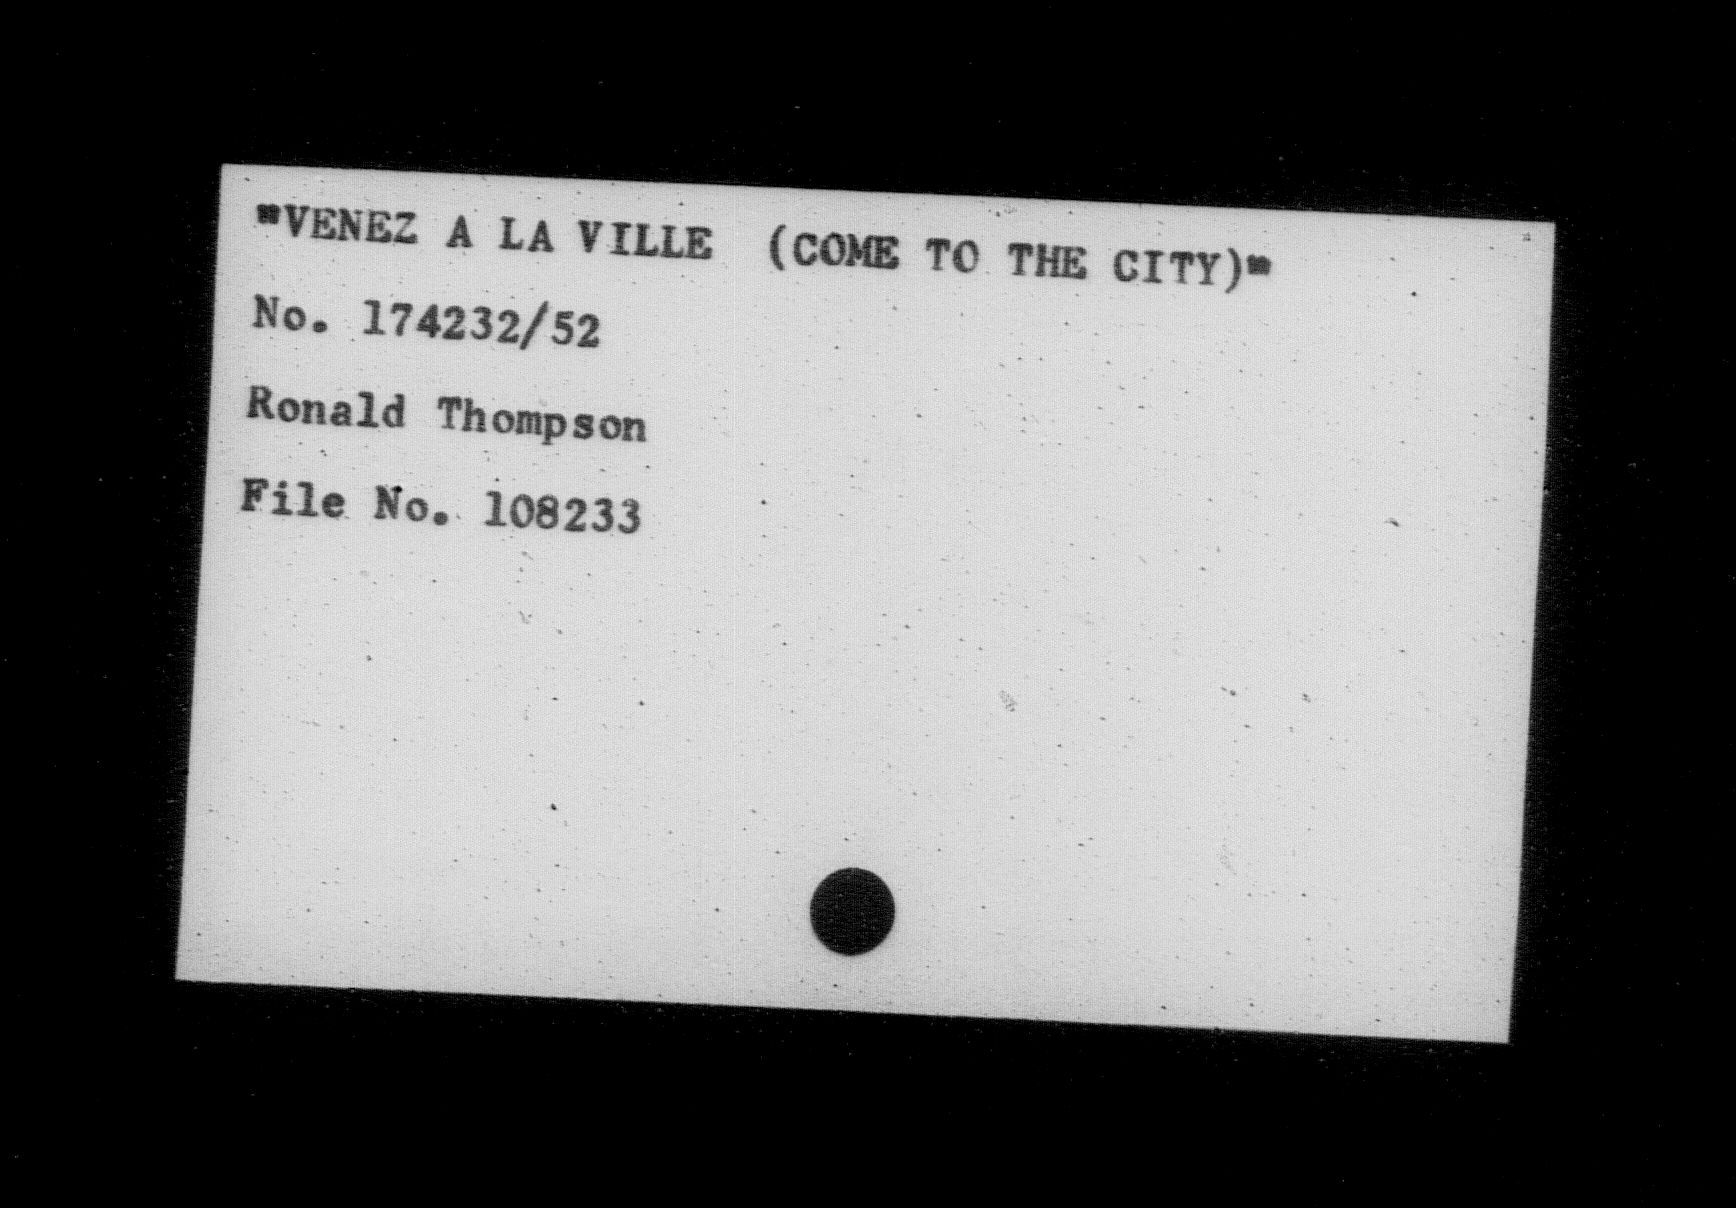 "VENEZ A LA VILLE (COME TO THE CITY)"
No. 174232/52
Ronald Thompson
File No. 108233